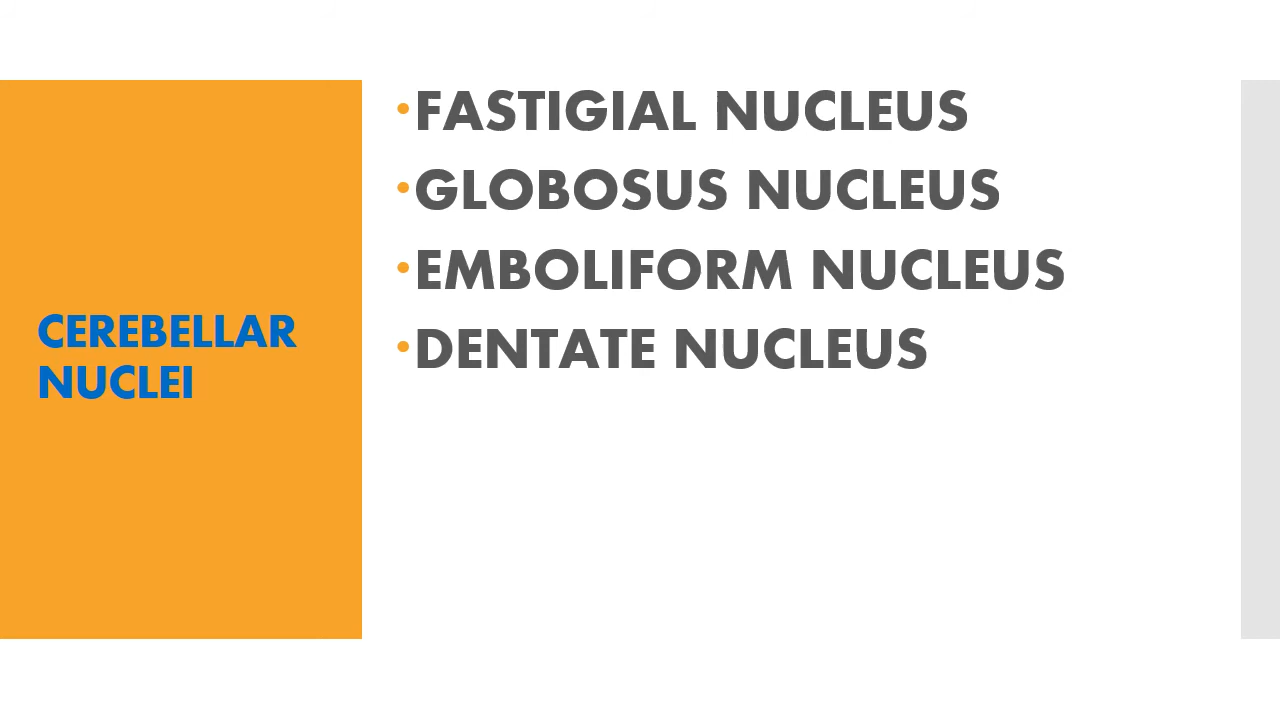 CEREBELLAR
NUCLEI
•FASTIGIAL NUCLEUS
•GLOBOSUS NUCLEUS
•EMBOLIFORM NUCLEUS
•DENTATE NUCLEUS